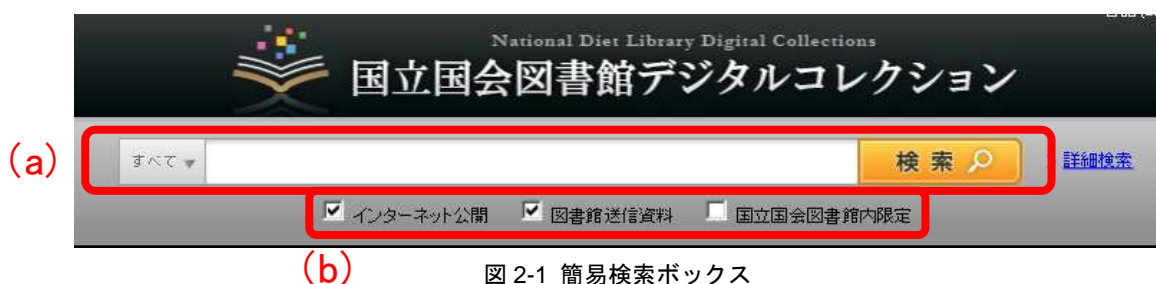 National Diet Library Digital Collections
国立国会図書館デジタルコレクション
(a)
すべて
検索
詳細検索
インターネット公開 図書館送信資料 国立国会図書館内限定
(b)
図 2-1 簡易検索ボックス